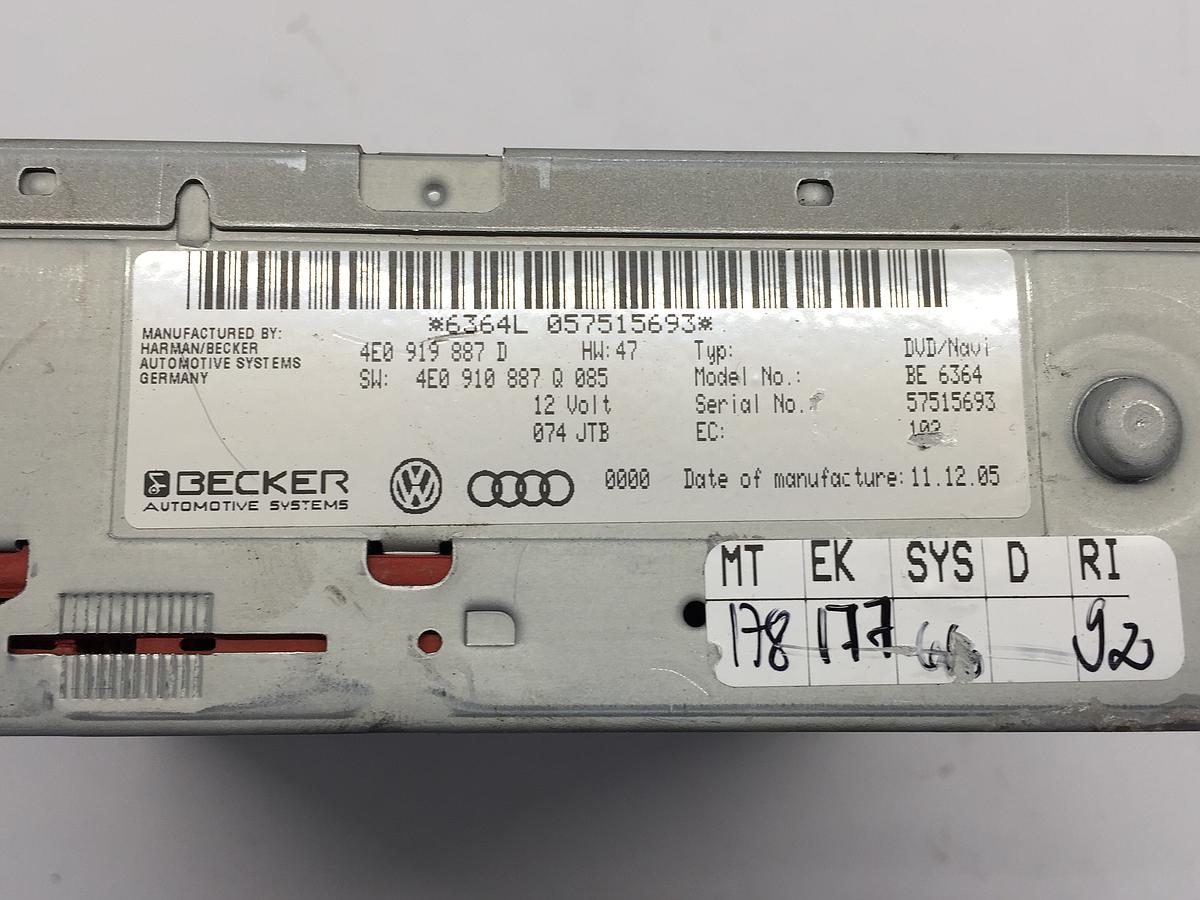 *6364L 057515693*
MANUFACTURED BY:
HARMAN/BECKER
AUTOMOTIVE SYSTEMS
GERMANY
4E0 919 887 D HW: 47
SW: 4E0 910 887 Q 085
12 Volt
074 JTB
Typ: DVD/Navi
Model No.: BE 6364
Serial No.: 57515693
EC: 102
BECKER
AUTOMOTIVE SYSTEMS
0000 Date of manufacture: 11.12.05
MT EK SYS D RI
178 177 92